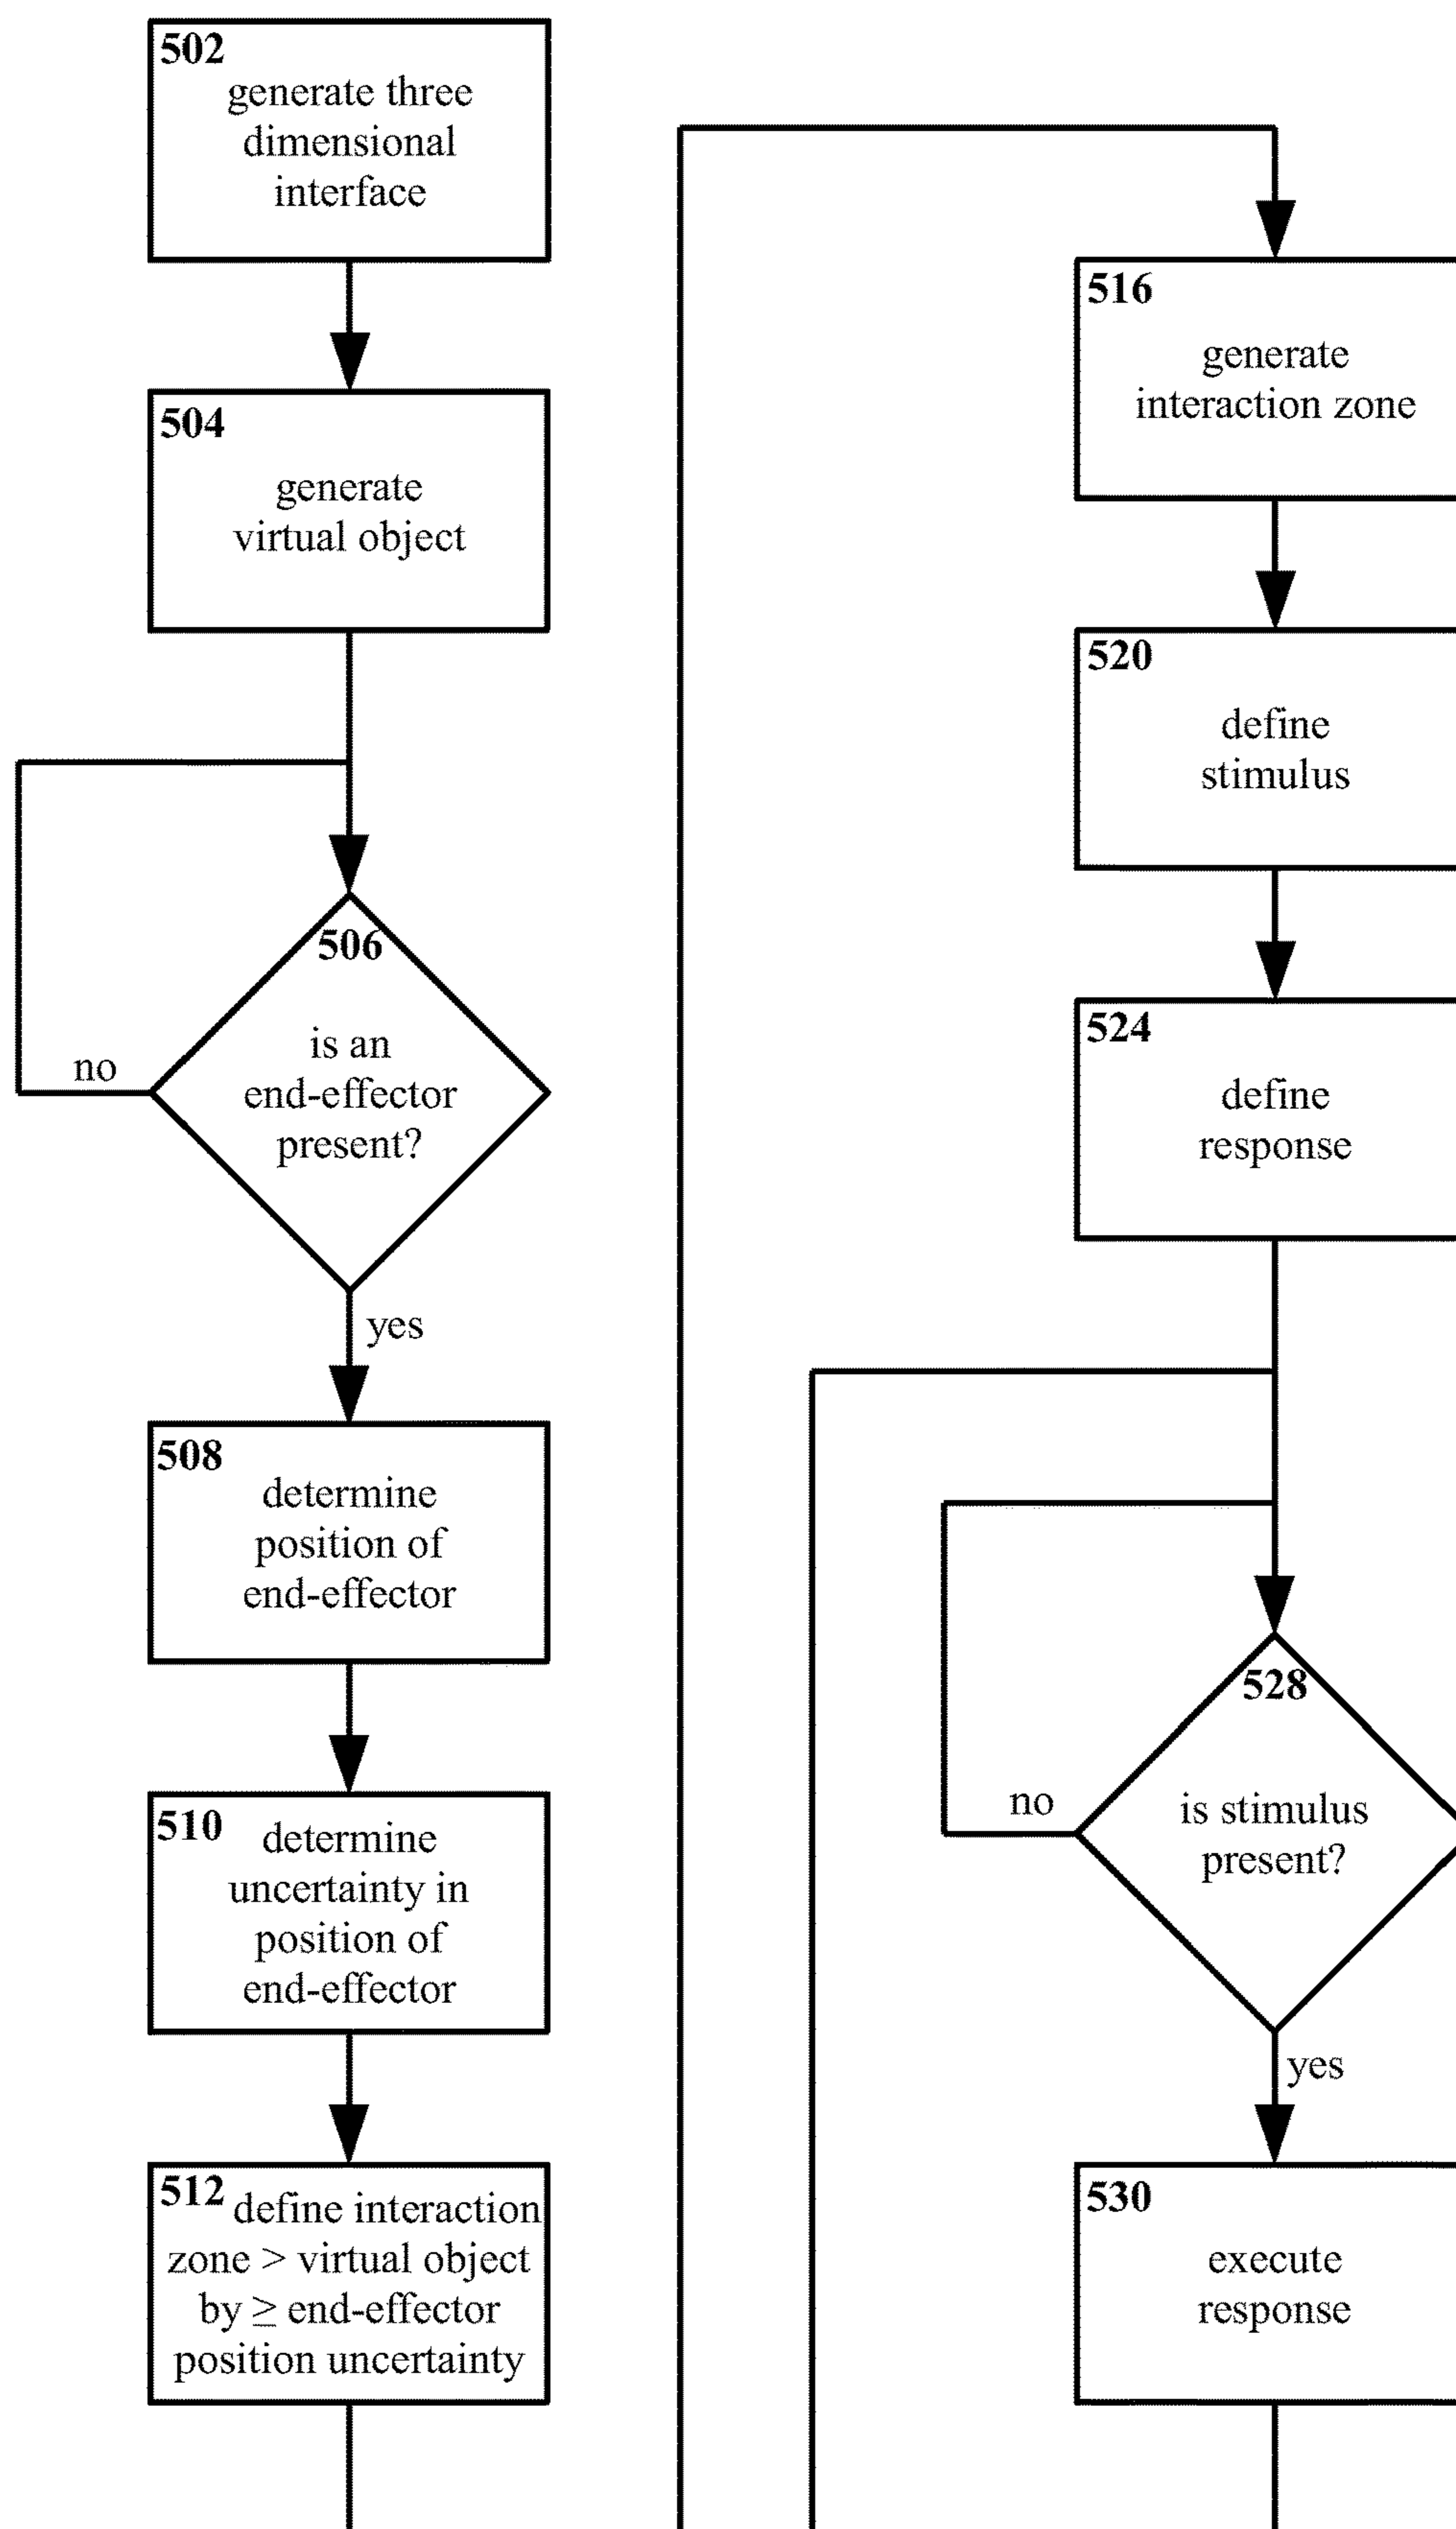 502
generate three
dimensional
interface
504
generate
virtual object
506
is an
end-effector
present?
no
yes
508
determine
position of
end-effector
510
determine
uncertainty in
position of
end-effector
512
define interaction
zone > virtual object
by ≥ end-effector
position uncertainty
516
generate
interaction zone
520
define
stimulus
524
define
response
528
is stimulus
present?
no
yes
530
execute
response